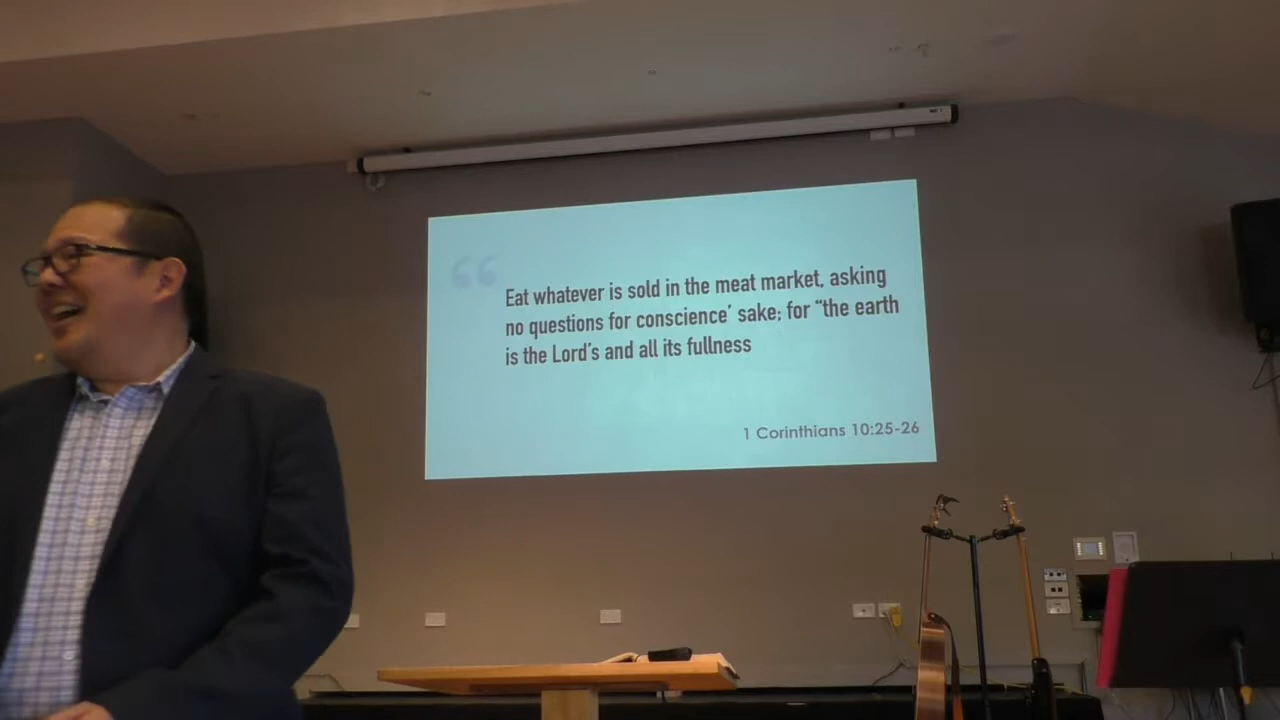 “
Eat whatever is sold in the meat market, asking
no questions for conscience’ sake; for “the earth
is the Lord’s and all its fullness
1 Corinthians 10:25-26